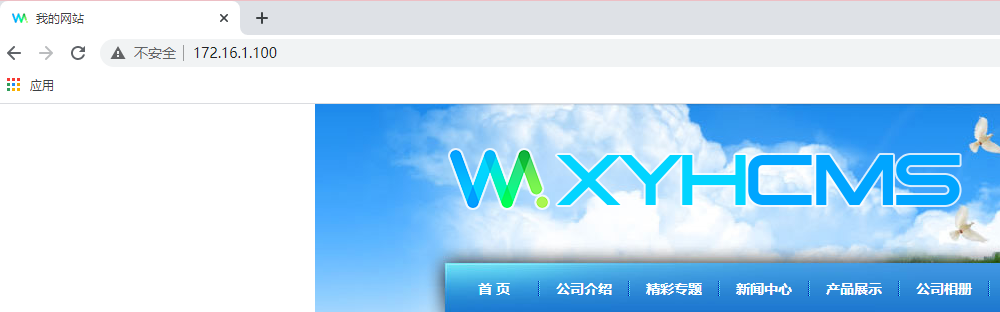 我的网站
不安全 172.16.1.100
应用
XYHCMS
首 页 公司介绍 精彩专题 新闻中心 产品展示 公司相册